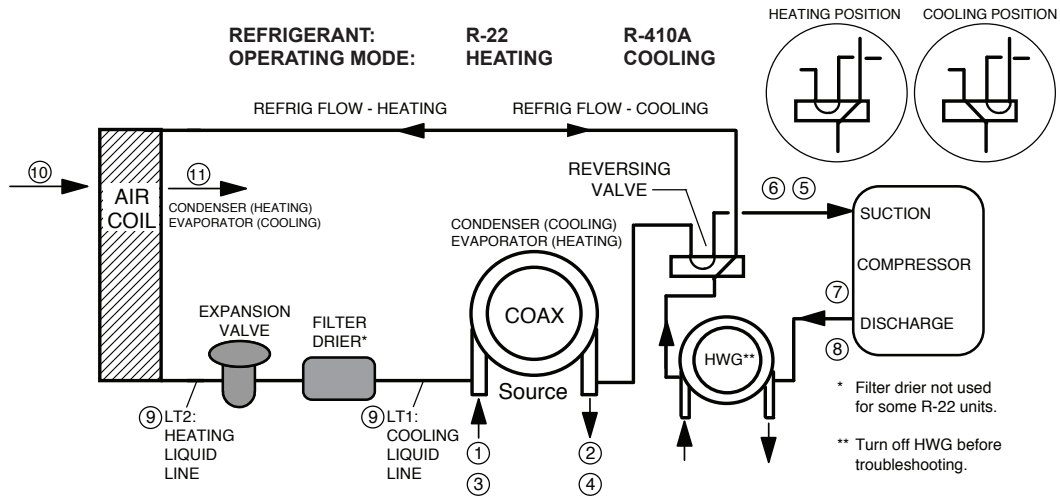 REFRIGERANT: R-22 R-410A
OPERATING MODE: HEATING COOLING
HEATING POSITION
COOLING POSITION
REFRIG FLOW - HEATING
REFRIG FLOW - COOLING
10
AIR
COIL
11
CONDENSER (HEATING)
EVAPORATOR (COOLING)
REVERSING
VALVE
6 5
CONDENSER (COOLING)
EVAPORATOR (HEATING)
SUCTION
COMPRESSOR
DISCHARGE
7
8
EXPANSION
VALVE
FILTER
DRIER*
COAX
Source
HWG**
9 LT2:
HEATING
LIQUID
LINE
9 LT1:
COOLING
LIQUID
LINE
1
3
2
4
* Filter drier not used
for some R-22 units.
** Turn off HWG before
troubleshooting.